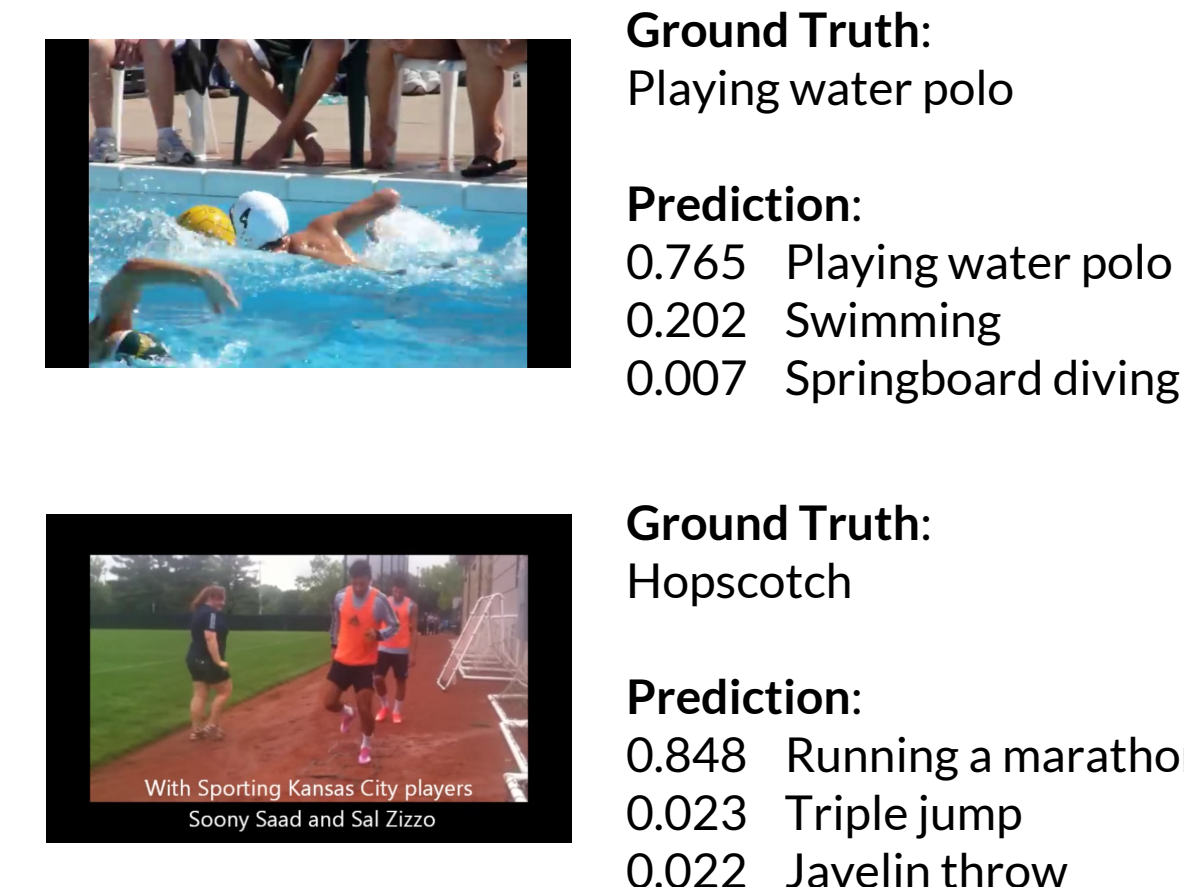 Ground Truth:
Playing water polo
Prediction:
0.765 Playing water polo
0.202 Swimming
0.007 Springboard diving
4
Ground Truth:
Hopscotch
Prediction:
0.848 Running a maratho
0.023 Triple jump
0.022 Javelin throw
With Sporting Kansas City players
Soony Saad and Sal Zizzo